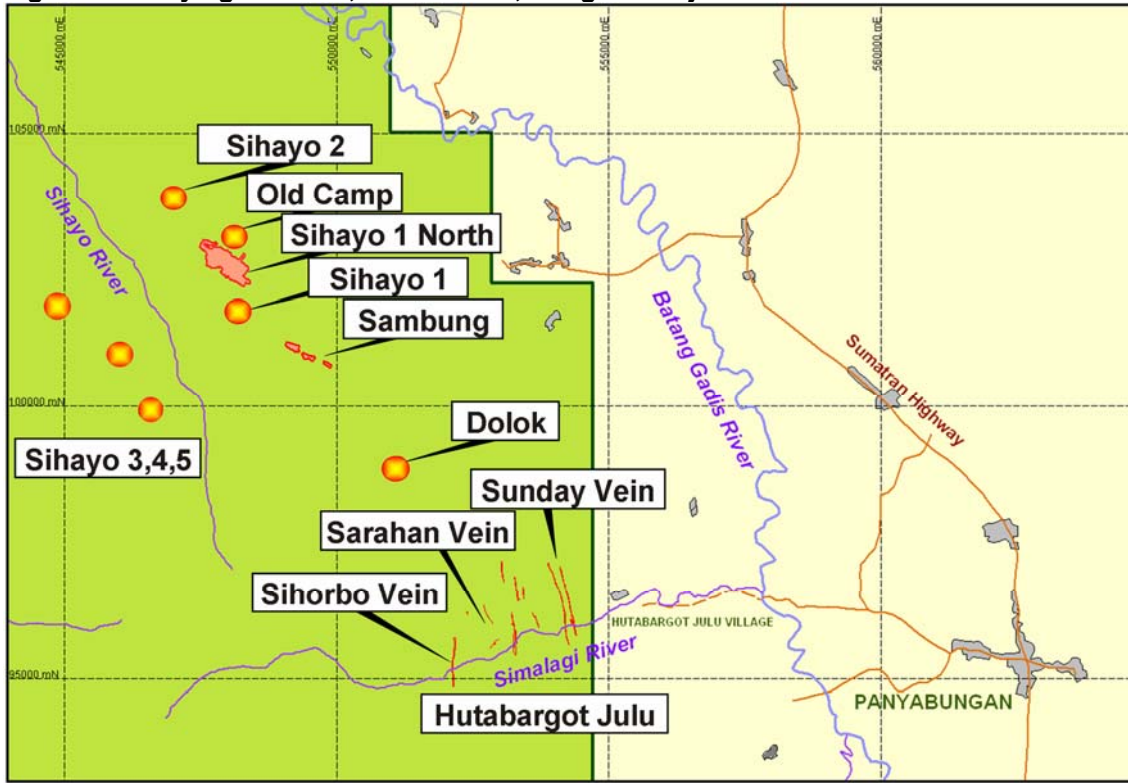 545000 mE
550000 mE
555000 mE
560000 mE
105000 mN
Sihayo 2
Old Camp
Sihayo River
Sihayo 1 North
Sihayo 1
Sambung
Batang Gadis River
Sumatran Highway
100000 mN
Dolok
Sihayo 3,4,5
Sunday Vein
Sarahan Vein
Sihorbo Vein
HUTABARGOT JULU VILLAGE
Simalagi River
95000 mN
Hutabargot Julu
PANYABUNGAN